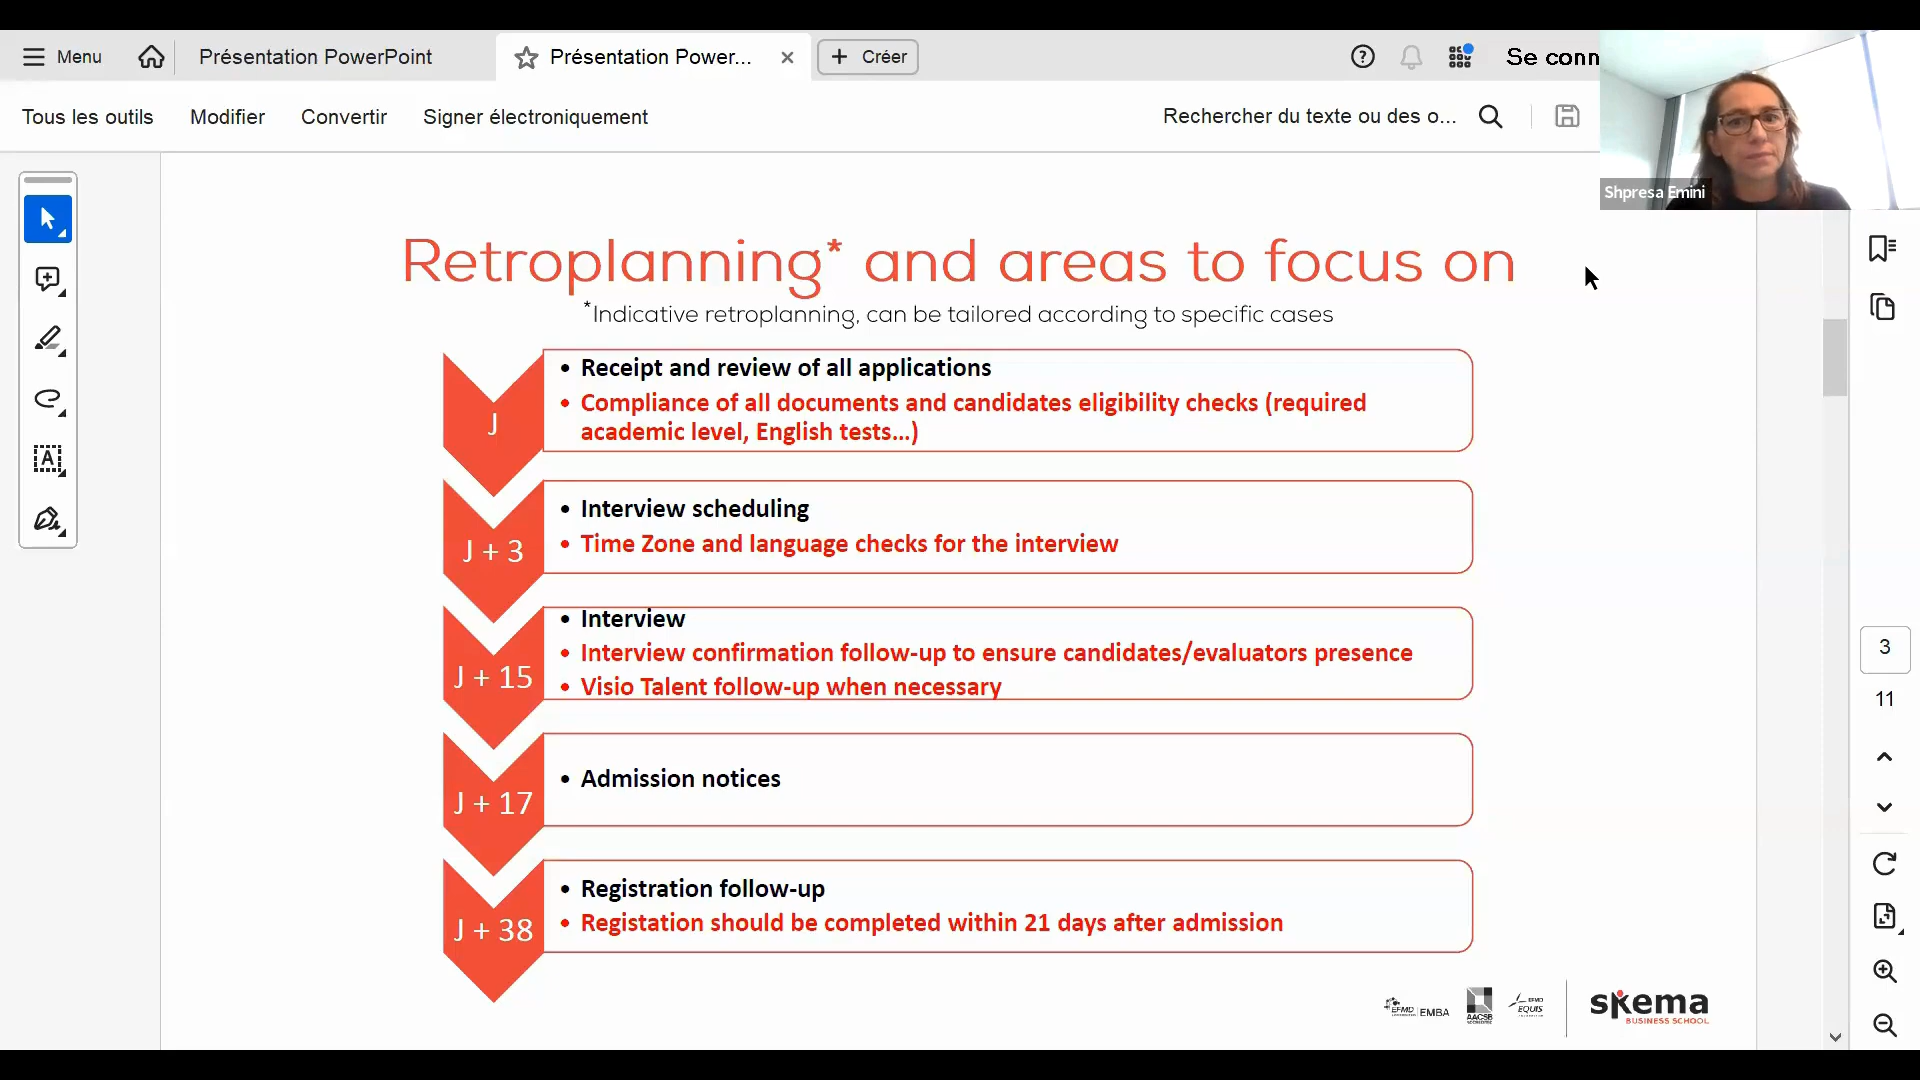 Menu
Présentation PowerPoint
Présentation Power...
Créer
Se conn
Tous les outils
Modifier
Convertir
Signer électroniquement
Rechercher du texte ou des o...
Shpresa Emini
Retroplanning* and areas to focus on
*Indicative retroplanning, can be tailored according to specific cases
J
• Receipt and review of all applications
• Compliance of all documents and candidates eligibility checks (required
academic level, English tests...)
J + 3
• Interview scheduling
• Time Zone and language checks for the interview
J + 15
• Interview
• Interview confirmation follow-up to ensure candidates/evaluators presence
• Visio Talent follow-up when necessary
J + 17
• Admission notices
J + 38
• Registration follow-up
• Registation should be completed within 21 days after admission
3
11
EFMD EMBA
AACSB
EFMD
EQUIS
skema
BUSINESS SCHOOL